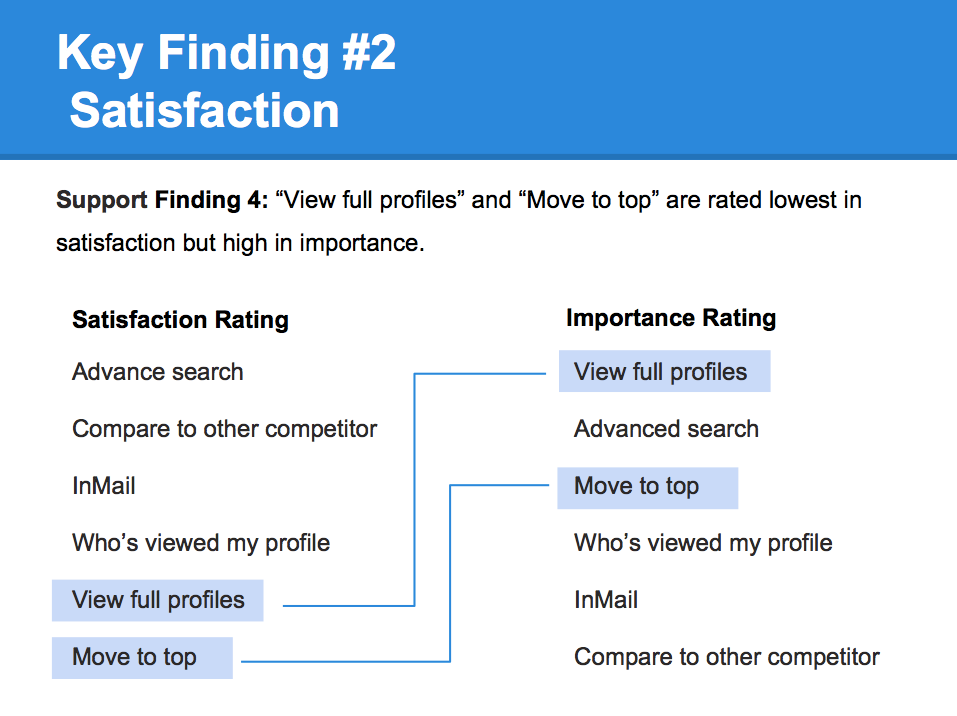 Key Finding #2
Satisfaction
Support Finding 4: “View full profiles” and “Move to top” are rated lowest in
satisfaction but high in importance.
Satisfaction Rating
Advance search
Compare to other competitor
InMail
Who’s viewed my profile
View full profiles
Move to top
Importance Rating
View full profiles
Advanced search
Move to top
Who’s viewed my profile
InMail
Compare to other competitor